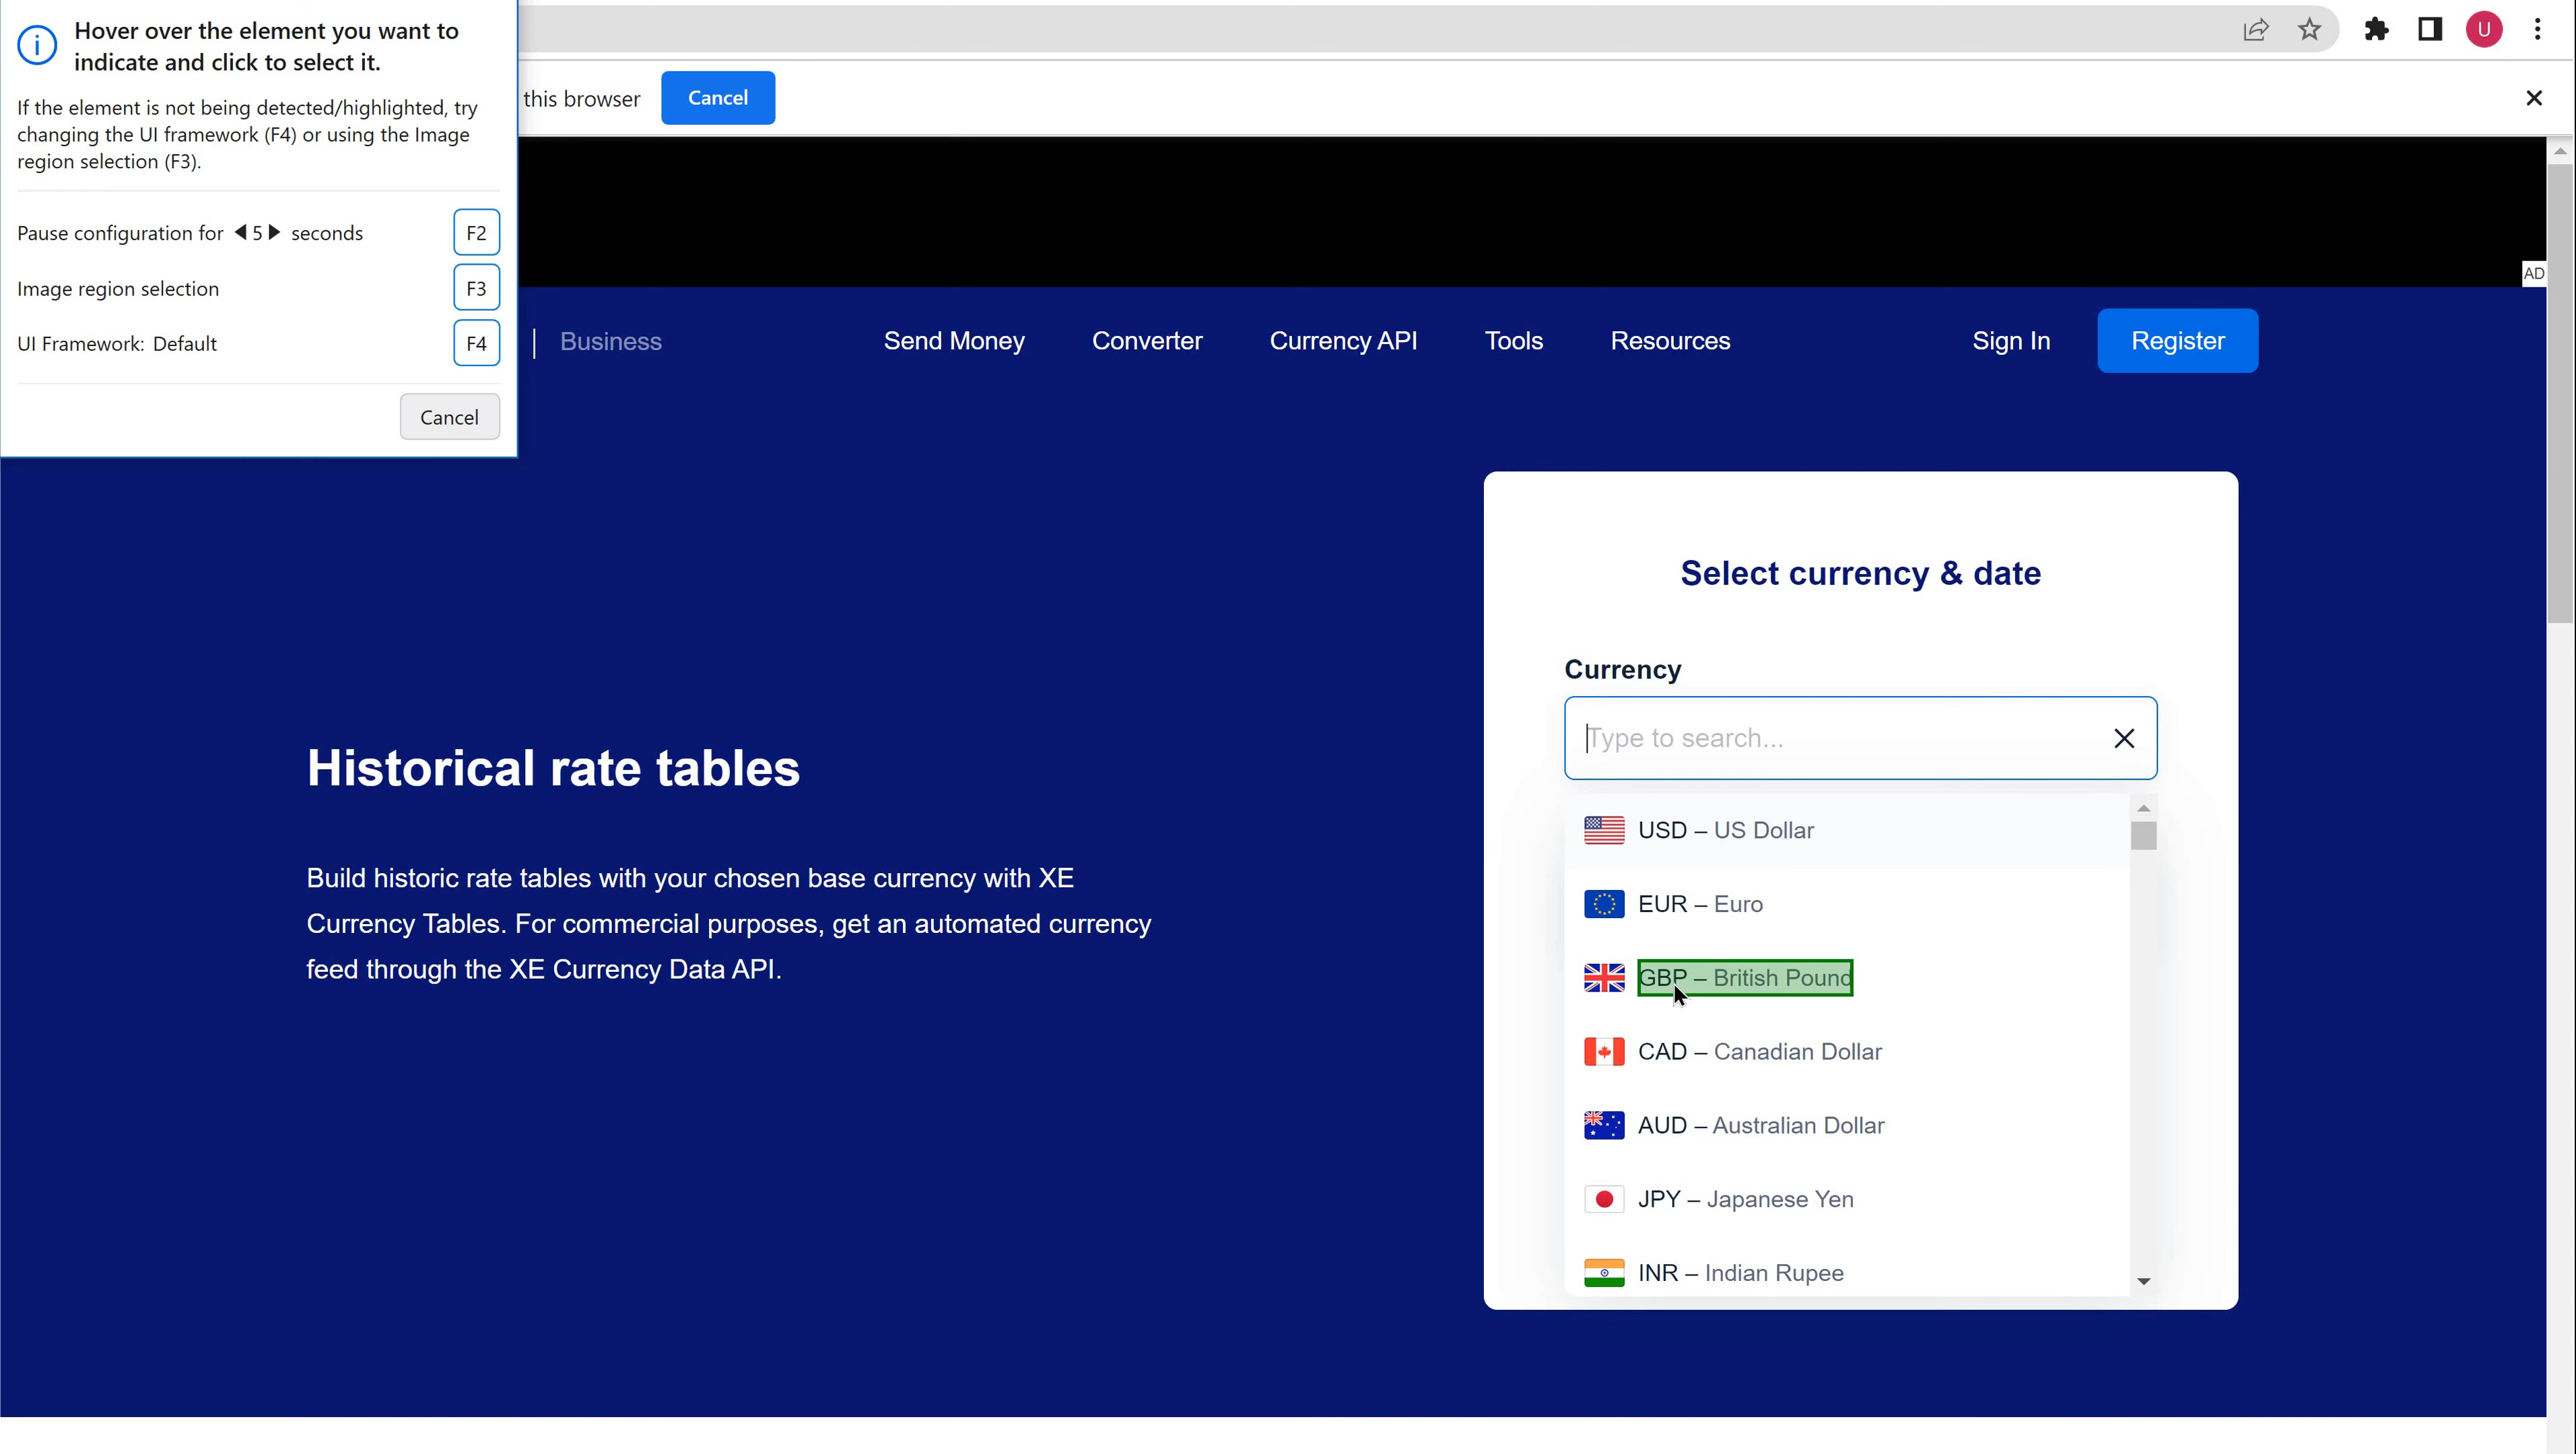 Hover over the element you want to
indicate and click to select it.
If the element is not being detected/highlighted, try
changing the UI framework (F4) or using the Image
region selection (F3).
Pause configuration for 5 seconds
F2
Image region selection
F3
UI Framework: Default
F4
Cancel
U
this browser
Cancel
AD
Business
Send Money
Converter
Currency API
Tools
Resources
Sign In
Register
Historical rate tables
Build historic rate tables with your chosen base currency with XE
Currency Tables. For commercial purposes, get an automated currency
feed through the XE Currency Data API.
Select currency & date
Currency
Type to search...
USD – US Dollar
EUR – Euro
GBP – British Pound
CAD – Canadian Dollar
AUD – Australian Dollar
JPY – Japanese Yen
INR – Indian Rupee